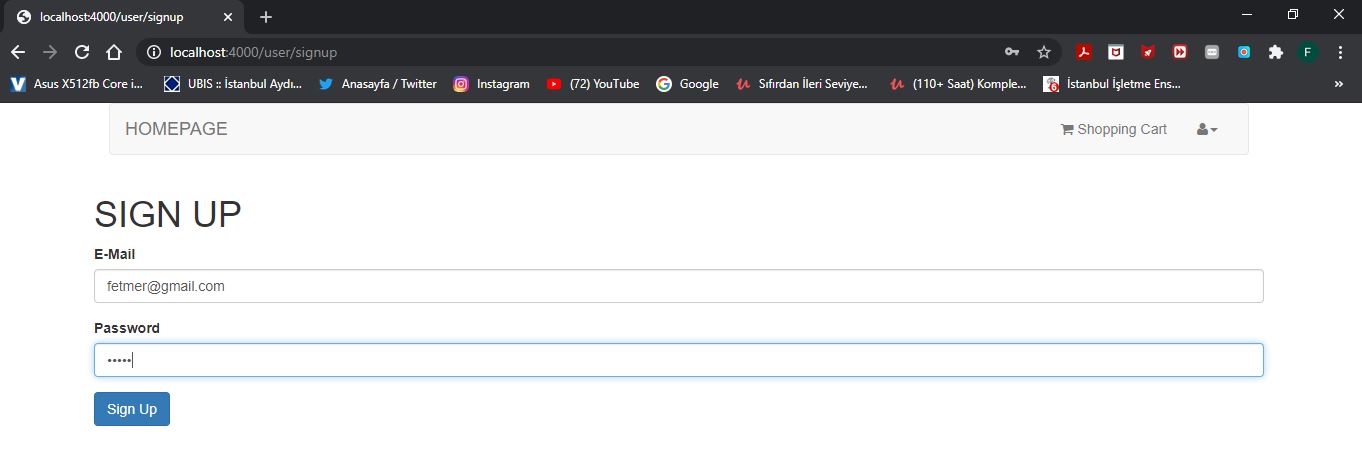 localhost:4000/user/signup
localhost:4000/user/signup
F
Asus X512fb Core i... UBIS :: İstanbul Aydı... Anasayfa / Twitter Instagram (72) YouTube Google Sıfırdan İleri Seviye... (110+ Saat) Komple... İstanbul İşletme Ens... »
HOMEPAGE Shopping Cart
SIGN UP
E-Mail
fetmer@gmail.com
Password
•••••
Sign Up